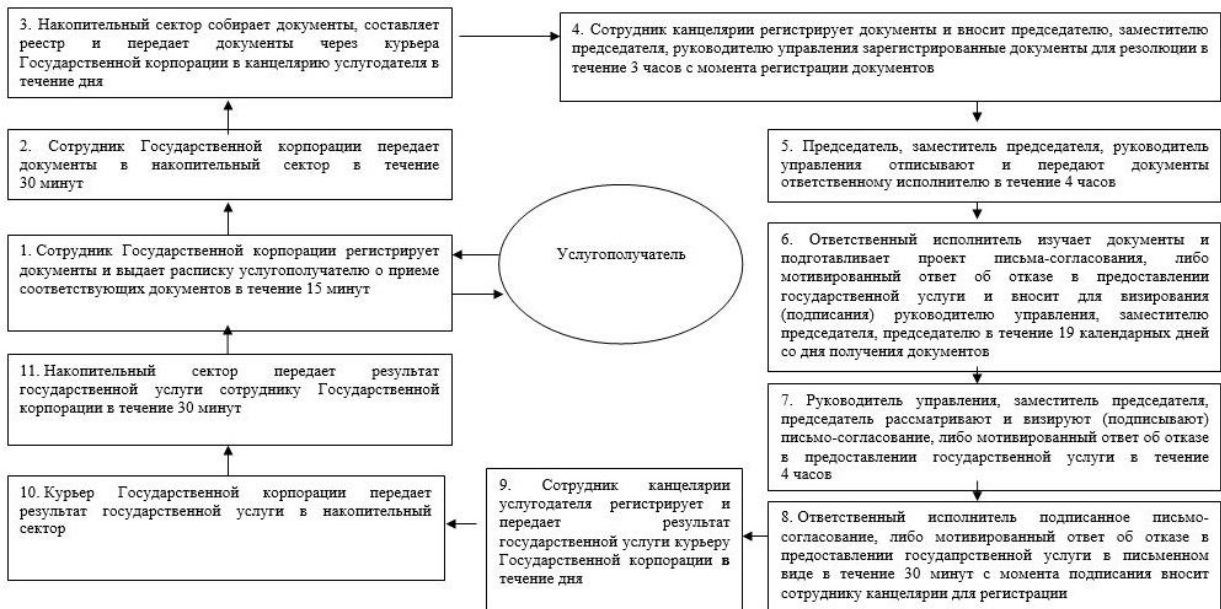 3. Накопительный сектор собирает документы, составляет
реестр и передает документы через курьера
Государственной корпорации в канцелярию услугодателя в
течение дня
4. Сотрудник канцелярии регистрирует документы и вносит председателю, заместителю
председателя, руководителю управления зарегистрированные документы для резолюции в
течение 3 часов с момента регистрации документов
2. Сотрудник Государственной корпорации передает
документы в накопительный сектор в течение
30 минут
5. Председатель, заместитель председателя, руководитель
управления отписывают и передают документы
ответственному исполнителю в течение 4 часов
1. Сотрудник Государственной корпорации регистрирует
документы и выдает расписку услугополучателю о приеме
соответствующих документов в течение 15 минут
Услугополучатель
6. Ответственный исполнитель изучает документы и
подготавливает проект письма-согласования, либо
мотивированный ответ об отказе в предоставлении
государственной услуги и вносит для визирования
(подписания) руководителю управления, заместителю
председателя, председателю в течение 19 календарных дней
со дня получения документов
11. Накопительный сектор передает результат
государственной услуги сотруднику Государственной
корпорации в течение 30 минут
7. Руководитель управления, заместитель председателя,
председатель рассматривают и визируют (подписывают)
письмо-согласование, либо мотивированный ответ об отказе
в предоставлении государственной услуги в течение
4 часов
10. Курьер Государственной корпорации передает
результат государственной услуги в накопительный
сектор
9. Сотрудник канцелярии
услугодателя регистрирует и
передает результат
государственной услуги курьеру
Государственной корпорации в
течение дня
8. Ответственный исполнитель подписанное письмо-
согласование, либо мотивированный ответ об отказе в
предоставлении госудапрственной услуги в письменном
виде в течение 30 минут с момента подписания вносит
сотруднику канцелярии для регистрации